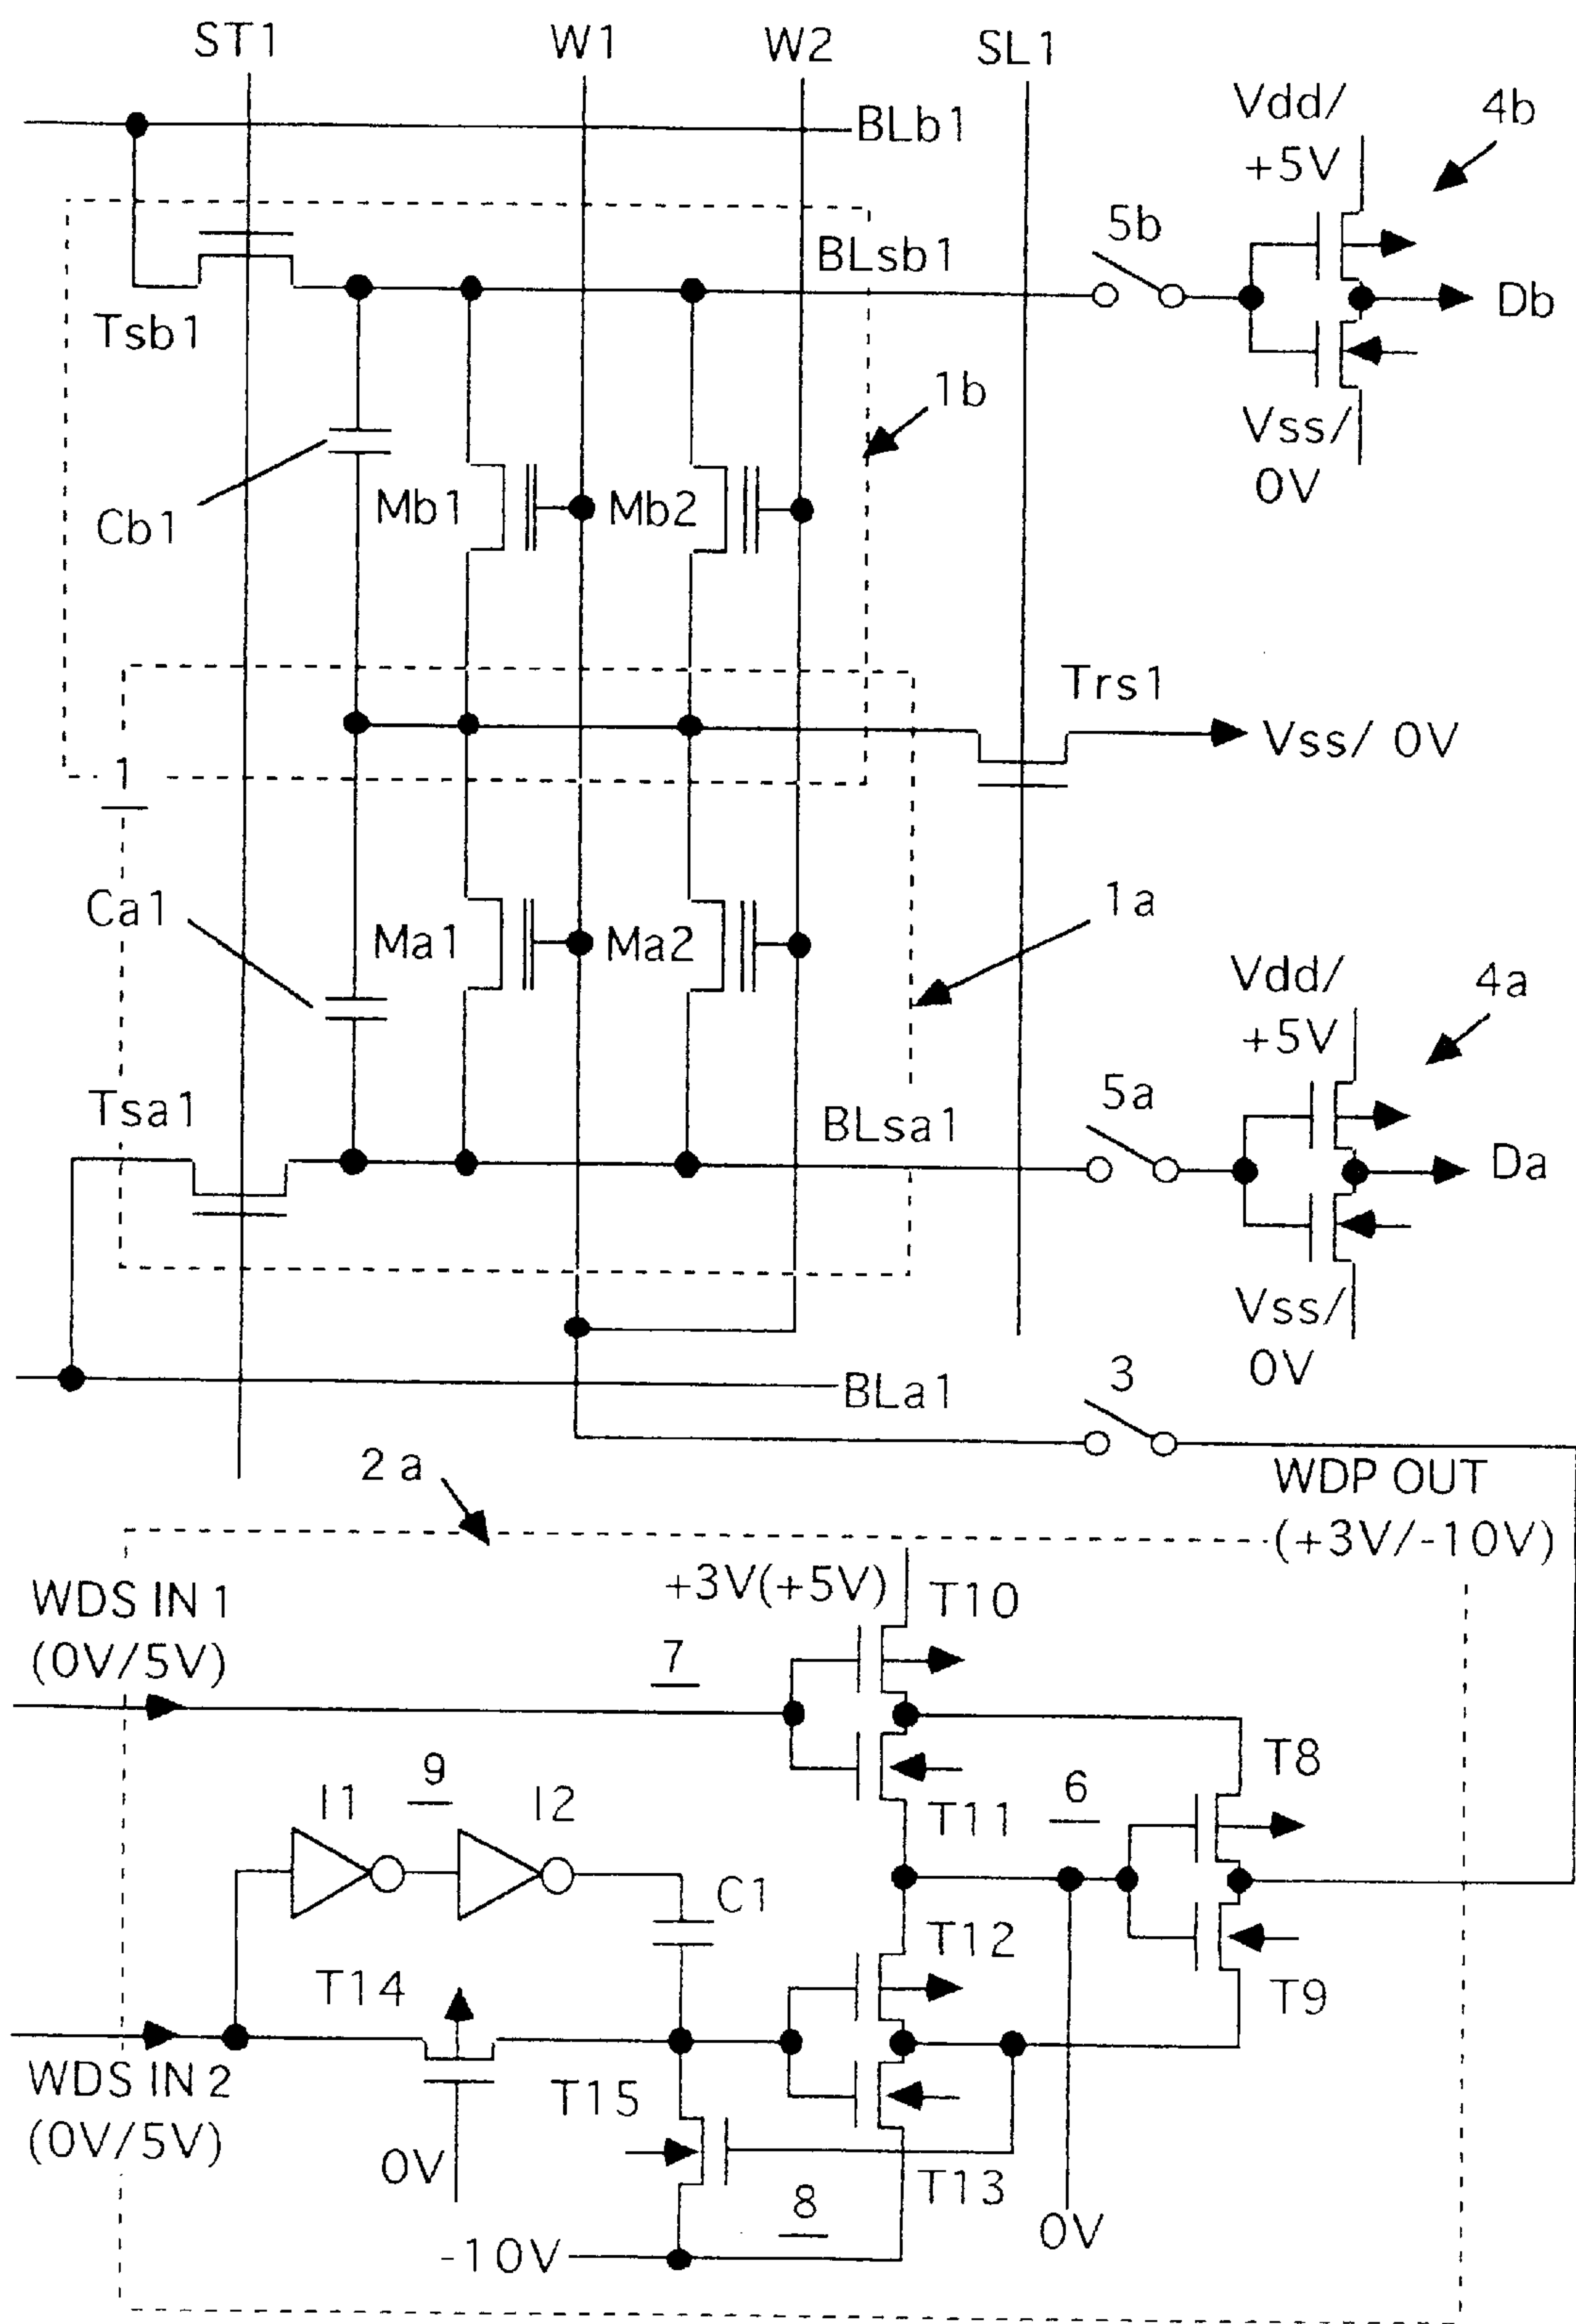 ST1
W1
W2
SL1
BLb1
Vdd/
+5V
4b
BLsb1
5b
Db
Tsb1
Vss/
0V
1b
Cb1
Mb1
Mb2
Trs1
Vss/ 0V
1
Ca1
Ma1
Ma2
1a
Vdd/
+5V
4a
Tsa1
BLsa1
5a
Da
Vss/
0V
BLa1
3
2a
WDP OUT
(+3V/-10V)
WDS IN 1
(0V/5V)
+3V(+5V)
T10
7
T8
I1
9
I2
T11
6
C1
T12
T14
T9
WDS IN 2
(0V/5V)
T15
0V
T13
8
0V
-10V